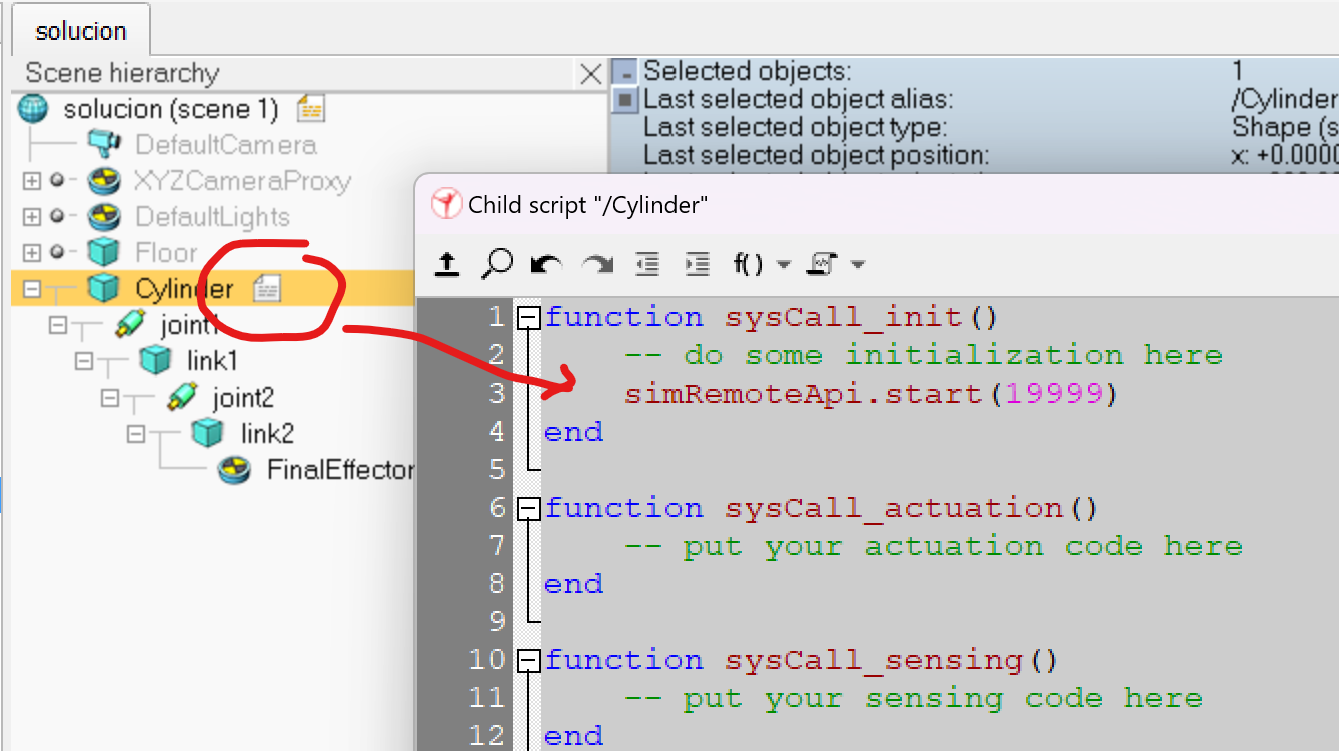 solucion
Scene hierarchy
solucion (scene 1)
DefaultCamera
XYZCameraProxy
DefaultLights
Floor
Cylinder
joint1
link1
joint2
link2
FinalEffector
Selected objects: 1
Last selected object alias: /Cylinder
Last selected object type: Shape (s
Last selected object position: x: +0.0000
Child script "/Cylinder"
f()
1 function sysCall_init()
2 -- do some initialization here
3 simRemoteApi.start(19999)
4 end
5
6 function sysCall_actuation()
7 -- put your actuation code here
8 end
9
10 function sysCall_sensing()
11 -- put your sensing code here
12 end